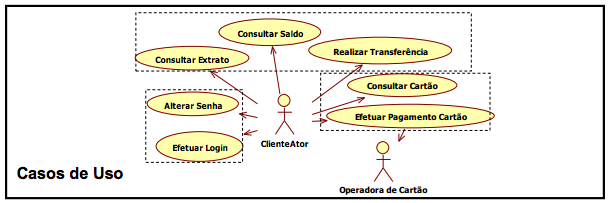 Consultar Saldo
Realizar Transferência
Consultar Extrato
Consultar Cartão
Alterar Senha
Efetuar Pagamento Cartão
ClienteAtor
Efetuar Login
Casos de Uso
Operadora de Cartão